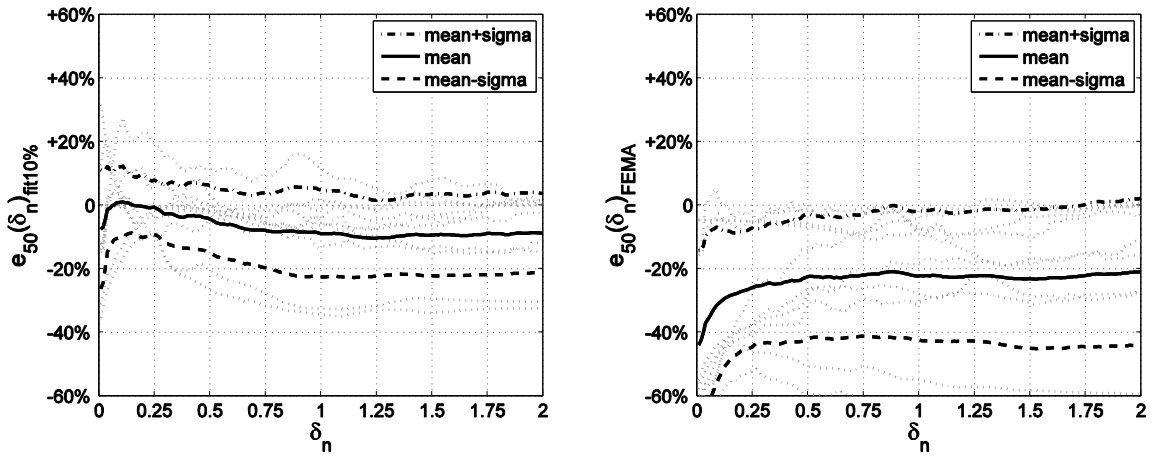 +60%
+40%
+20%
0
-20%
-40%
-60%
e50(δn)fit10%
mean+sigma
mean
mean-sigma
0 0.25 0.5 0.75 1 1.25 1.5 1.75 2
δn
+60%
+40%
+20%
0
-20%
-40%
-60%
e50(δn)FEMA
mean+sigma
mean
mean-sigma
0 0.25 0.5 0.75 1 1.25 1.5 1.75 2
δn